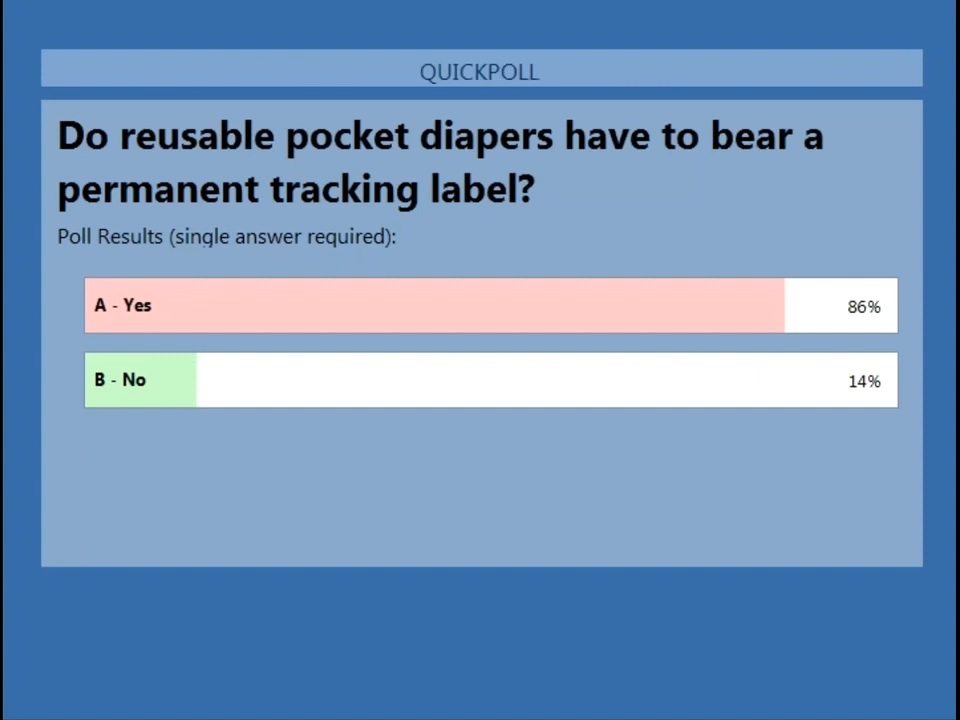 QUICKPOLL
Do reusable pocket diapers have to bear a
permanent tracking label?
Poll Results (single answer required):
A - Yes
86%
B - No
14%